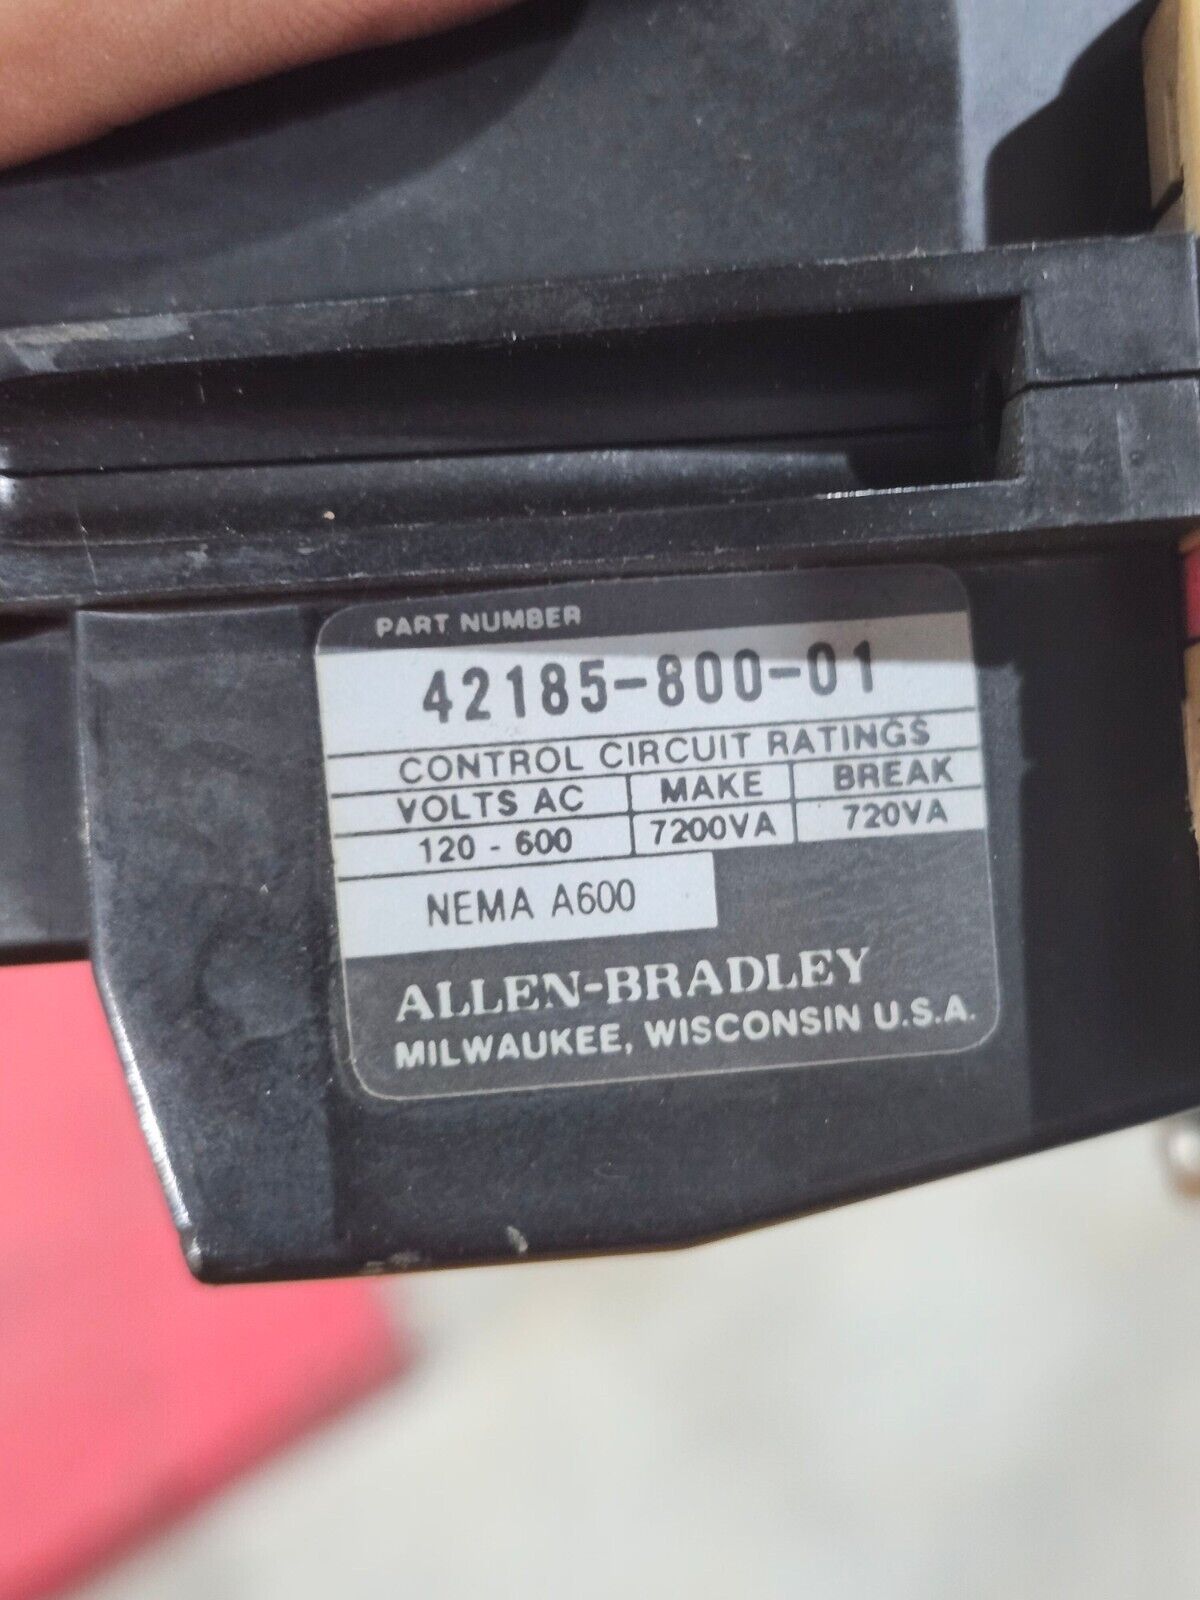 PART NUMBER
42185-800-01
CONTROL CIRCUIT RATINGS
VOLTS AC MAKE BREAK
120 - 600 7200VA 720VA
NEMA A600
ALLEN-BRADLEY
MILWAUKEE, WISCONSIN U.S.A.